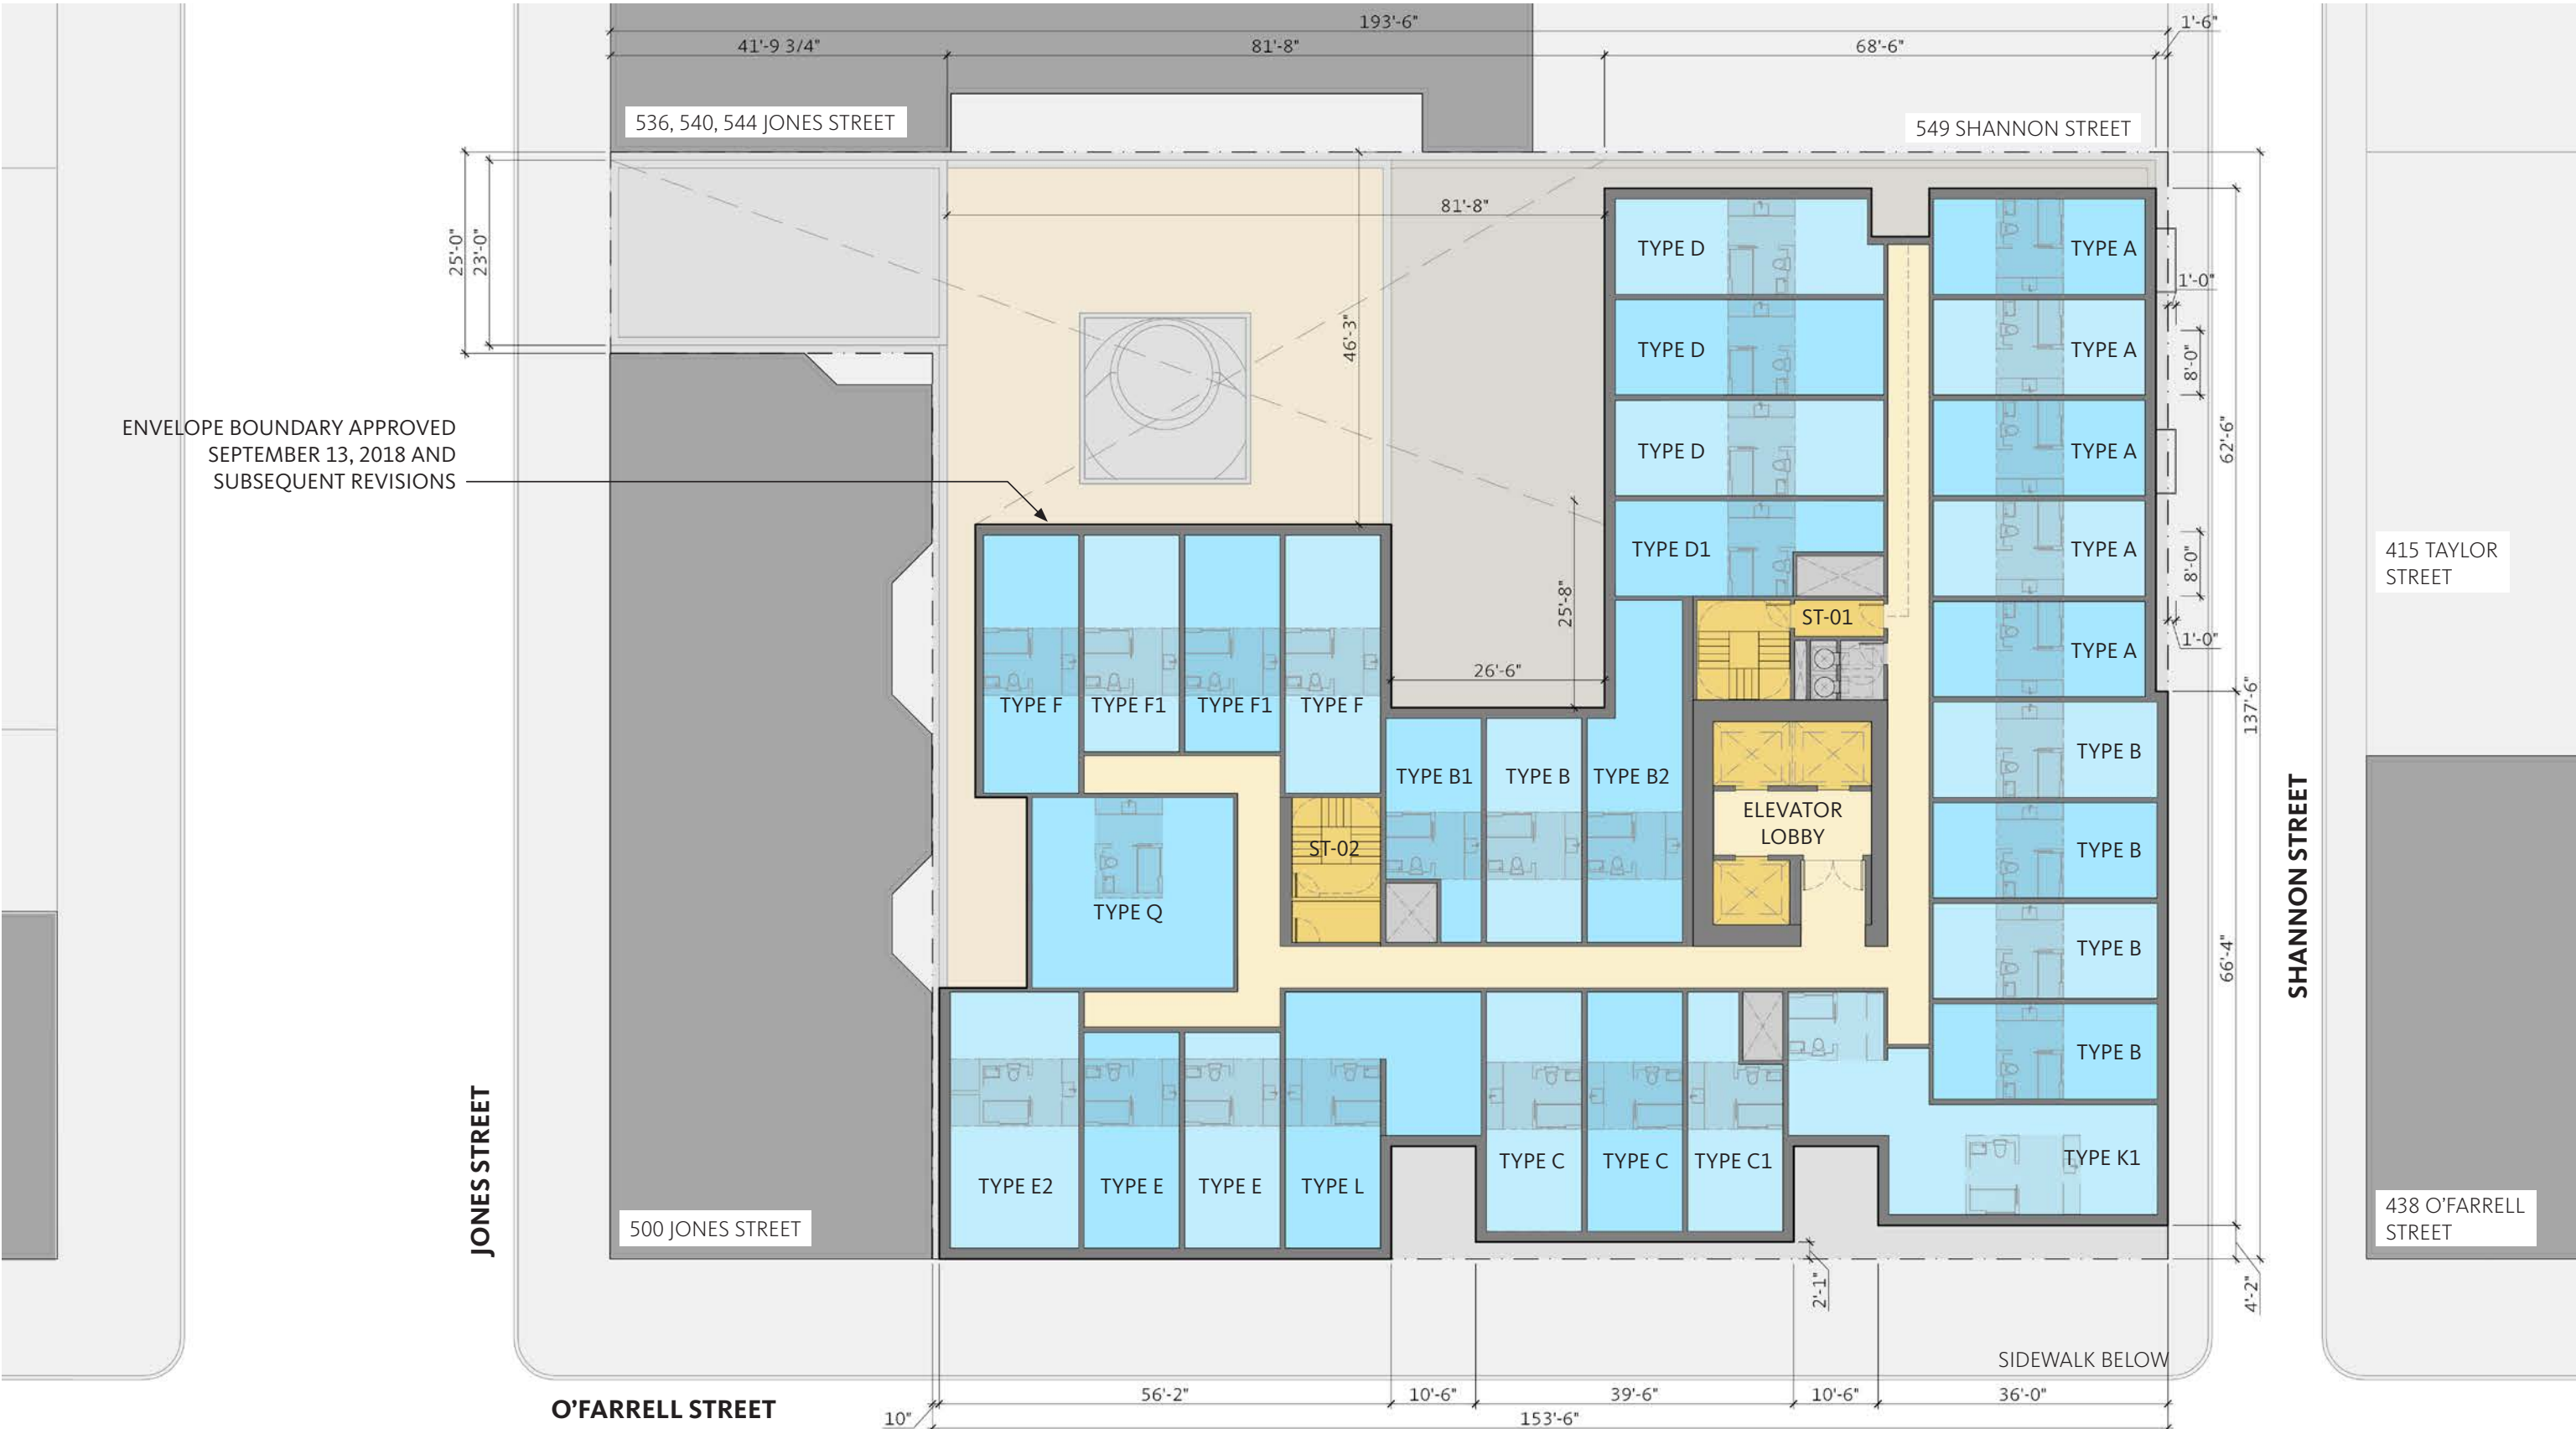 193'-6"
1'-6"
41'-9 3/4"
81'-8"
68'-6"
536, 540, 544 JONES STREET
549 SHANNON STREET
81'-8"
25'-0"
23'-0"
46'-3"
TYPE D
TYPE A
1'-0"
TYPE D
TYPE A
8'-0"
ENVELOPE BOUNDARY APPROVED
SEPTEMBER 13, 2018 AND
SUBSEQUENT REVISIONS
TYPE D
TYPE A
62'-6"
TYPE D1
TYPE A
8'-0"
415 TAYLOR
STREET
25'-8"
ST-01
1'-0"
TYPE A
26'-6"
137'-6"
TYPE F
TYPE F1
TYPE F1
TYPE F
TYPE B
TYPE B1
TYPE B
TYPE B2
ELEVATOR
LOBBY
ST-02
TYPE B
SHANNON STREET
TYPE Q
TYPE B
66'-4"
TYPE B
JONES STREET
TYPE E2
TYPE E
TYPE E
TYPE L
TYPE C
TYPE C
TYPE C1
TYPE K1
500 JONES STREET
438 O'FARRELL
STREET
2'-1"
4'-2"
SIDEWALK BELOW
O'FARRELL STREET
10"
56'-2"
10'-6"
39'-6"
10'-6"
36'-0"
153'-6"